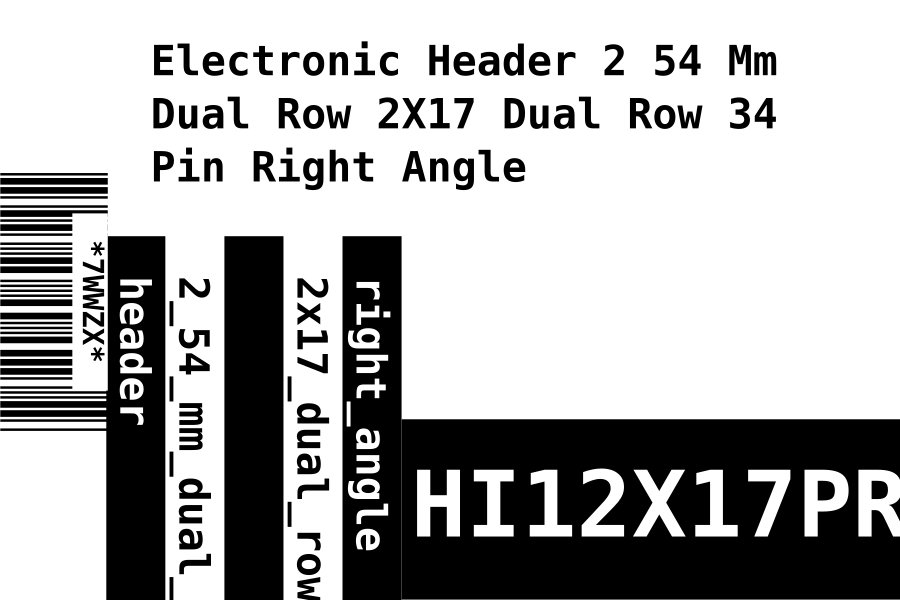 Electronic Header 2 54 Mm
Dual Row 2X17 Dual Row 34
Pin Right Angle
*7WWZX*
header
2_54_mm_dual_
2x17_dual_row
right_angle
HI12X17PR